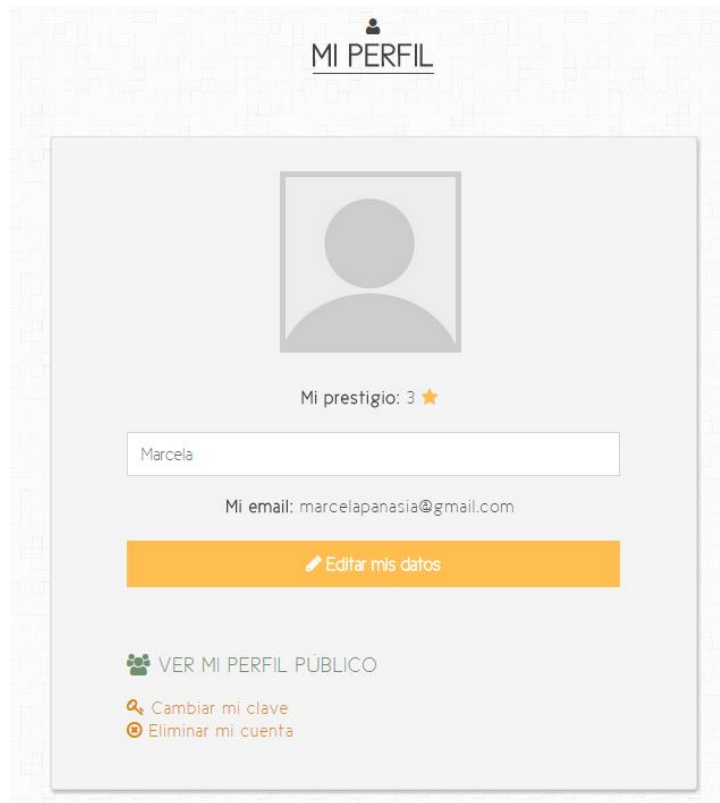 MI PERFIL
Mi prestigio: 3
Marcela
Mi email: marcelapanasia@gmail.com
Editar mis datos
VER MI PERFIL PÚBLICO
Cambiar mi clave
Eliminar mi cuenta